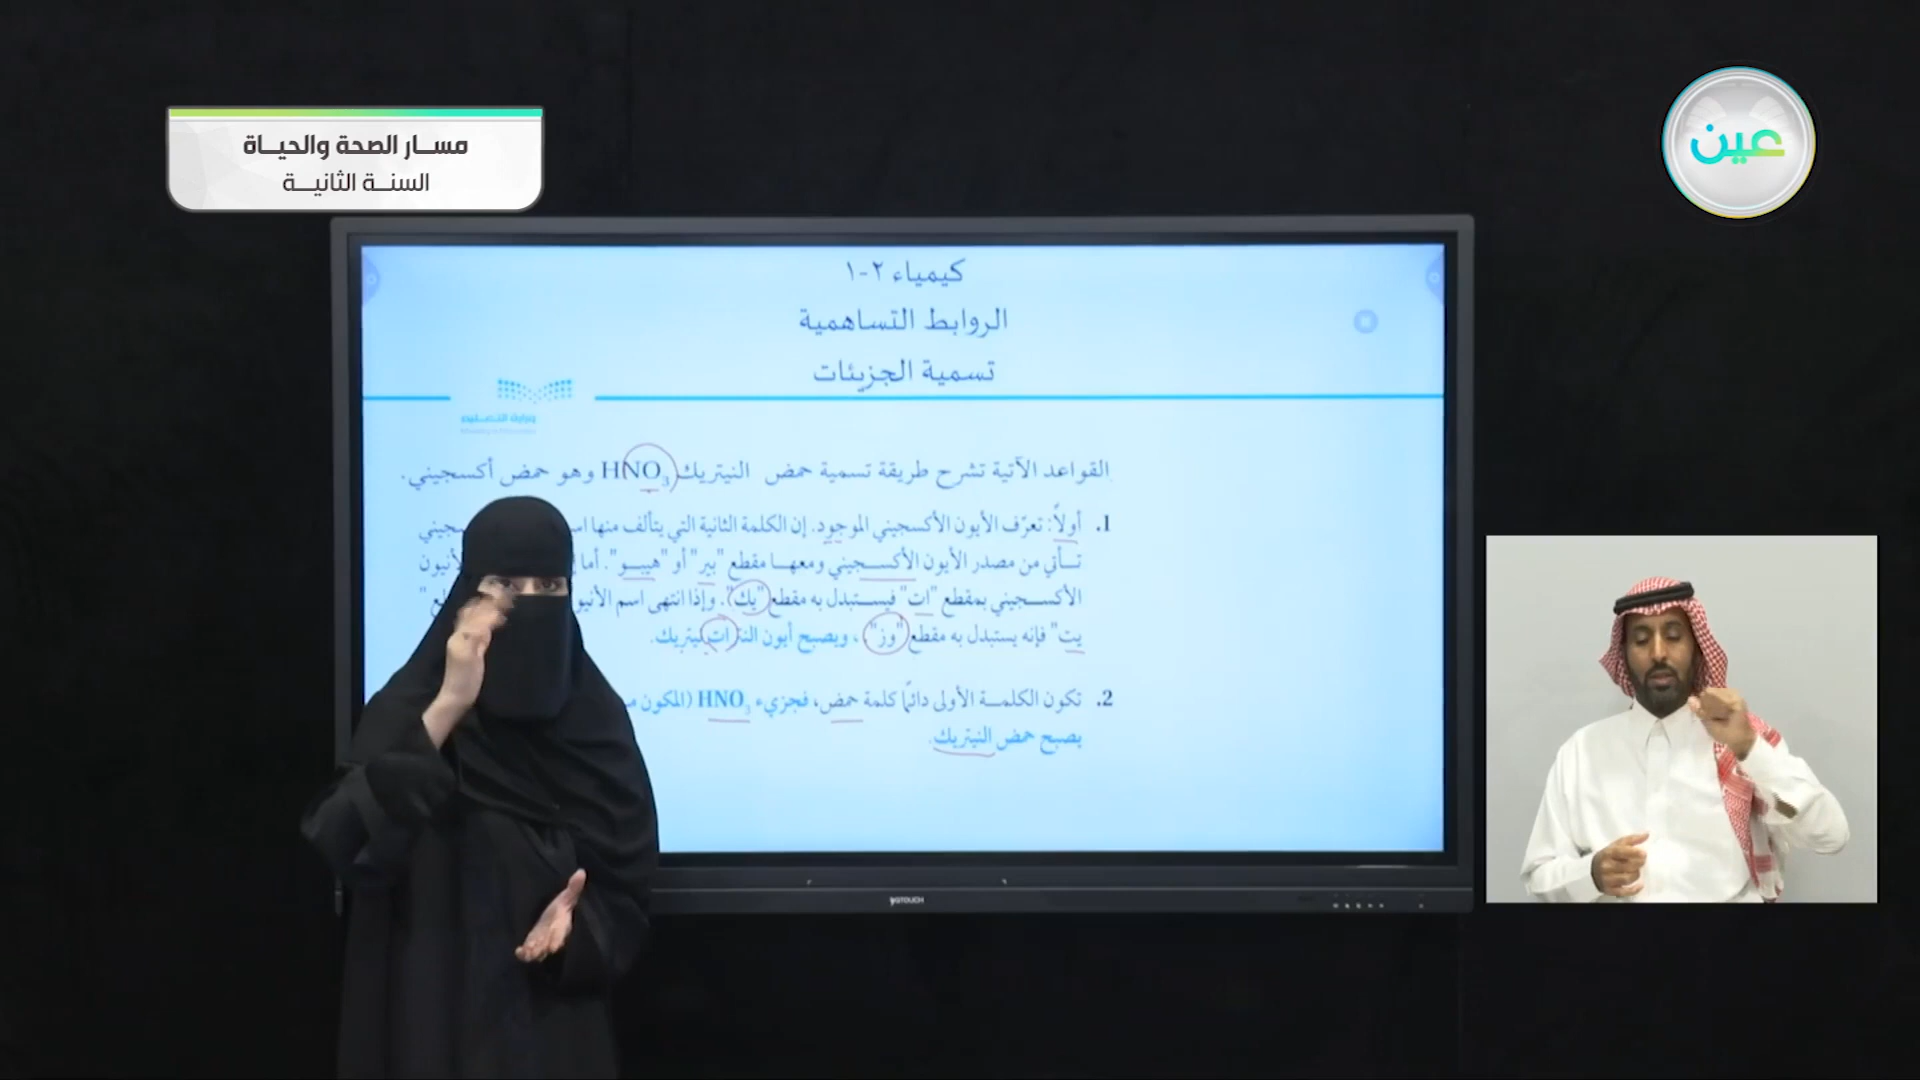 مسـار الصحة والحيـاة
السنـة الثانيـة
عين
كيمياء ٢-١
الروابط التساهمية
تسمية الجزيئات
وزارة التعليم
القواعد الآتية تشرح طريقة تسمية حمض النيتريك HNO3 وهو حمض أكسجيني.
1. أولاً: تعرّف الأيون الأكسجيني الموجود. إن الكلمة الثانية التي يتألف منها
تأتي من مصدر الأيون الأكسجيني ومعها مقطع "بير" أو "هيبو". أما
الأكسجيني بمقطع "ات" فيستبدل به مقطع "يك". وإذا انتهى اسم
يت" فإنه يستبدل به مقطع "وز"، ويصبح أيون النترات نيتريك.
2. تكون الكلمة الأولى دائمًا كلمة حمض، فجزيء HNO3 (المكون
يصبح حمض النيتريك.